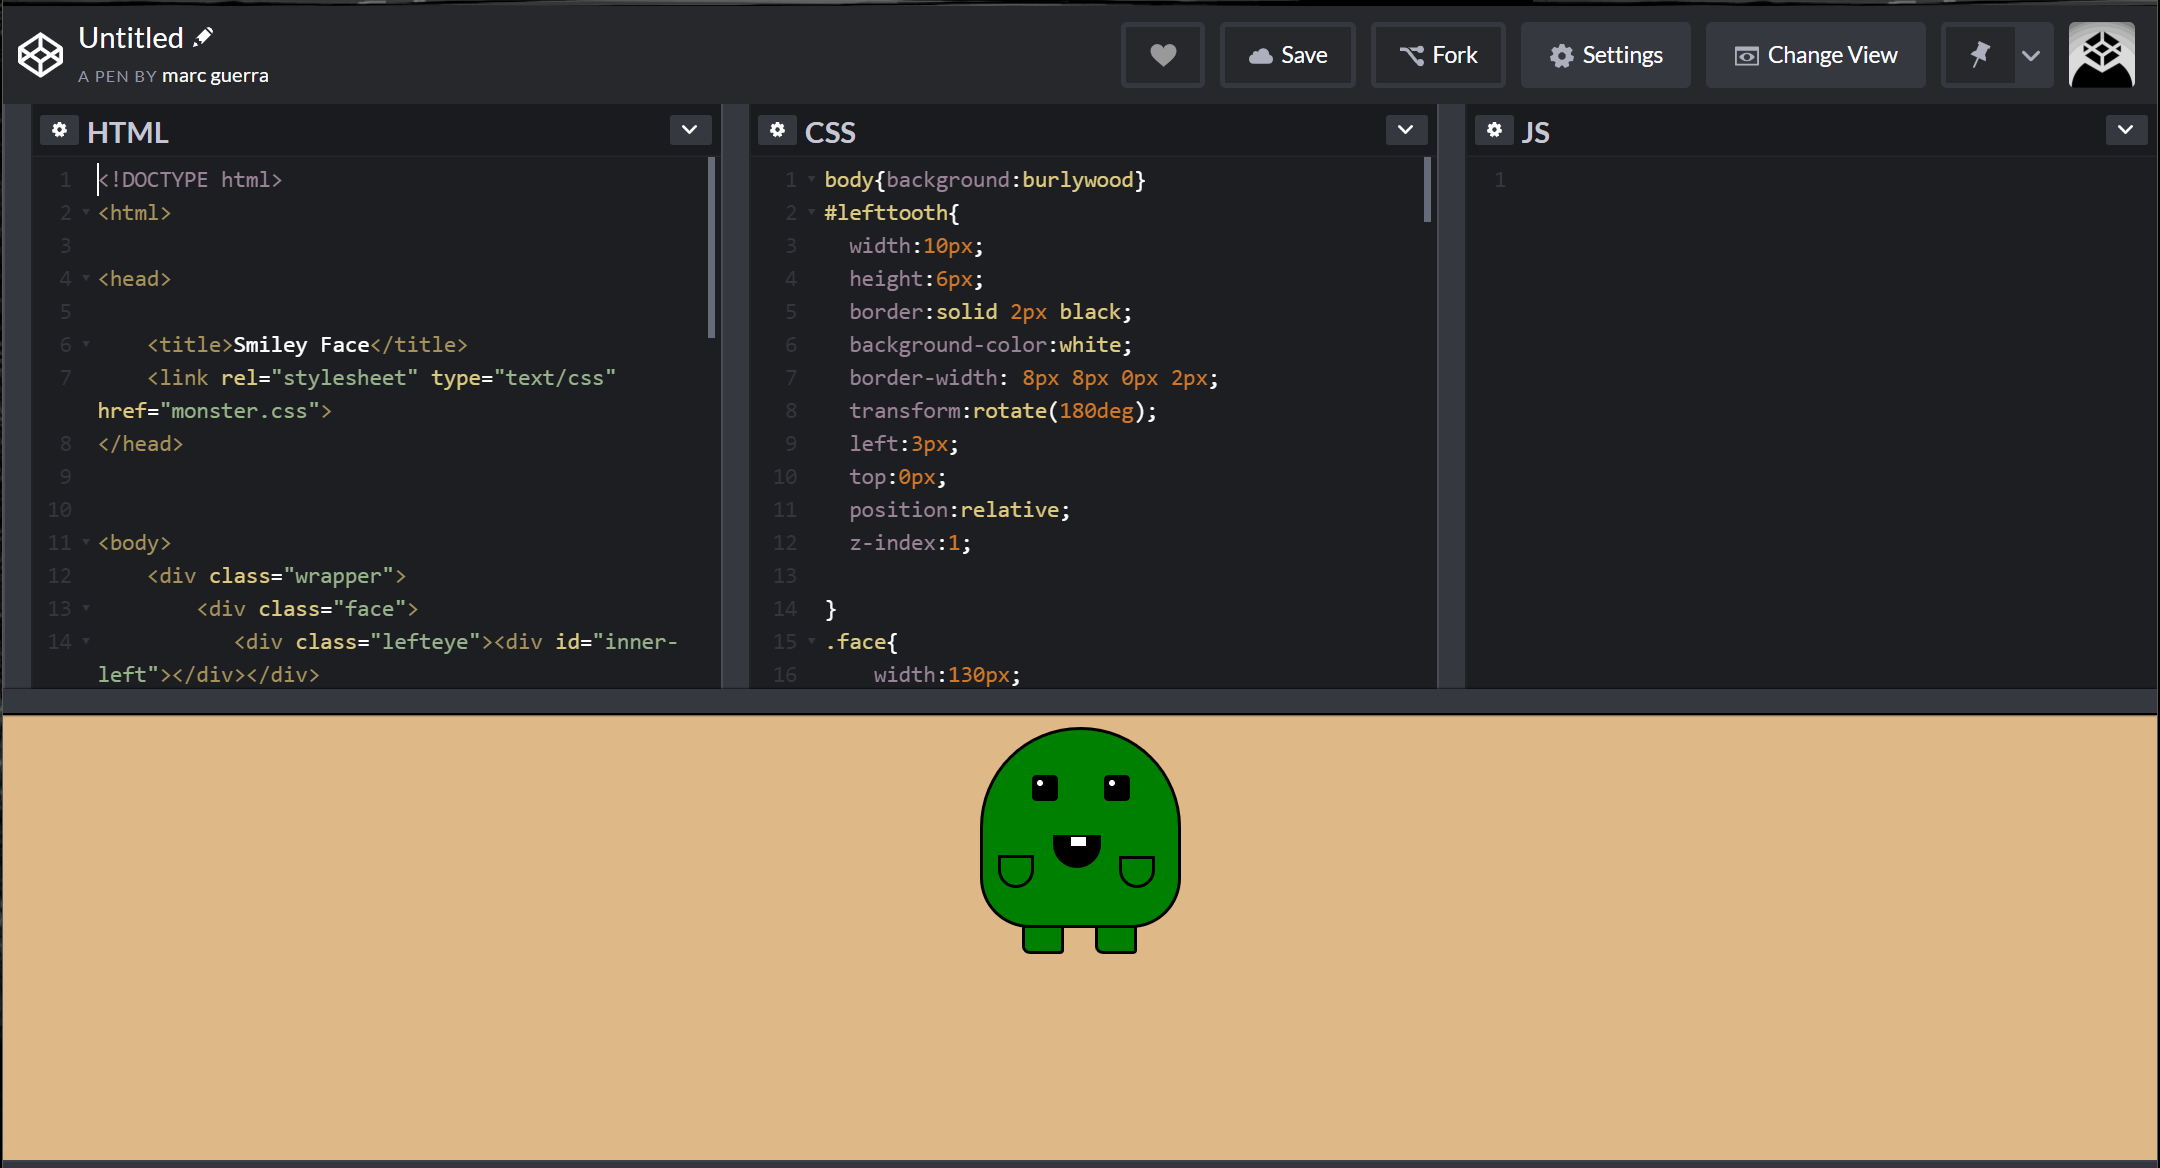 Untitled
A PEN BY marc guerra
Save
Fork
Settings
Change View
HTML
1 <!DOCTYPE html>
2 <html>
3
4 <head>
5
6     <title>Smiley Face</title>
7     <link rel="stylesheet" type="text/css"
href="monster.css">
8 </head>
9
10
11 <body>
12     <div class="wrapper">
13         <div class="face">
14            <div class="lefteye"><div id="inner-
left"></div></div>
CSS
1 body{background:burlywood}
2 #lefttooth{
3   width:10px;
4   height:6px;
5   border:solid 2px black;
6   background-color:white;
7   border-width: 8px 8px 0px 2px;
8   transform:rotate(180deg);
9   left:3px;
10   top:0px;
11   position:relative;
12   z-index:1;
13
14 }
15 .face{
16     width:130px;
JS
1